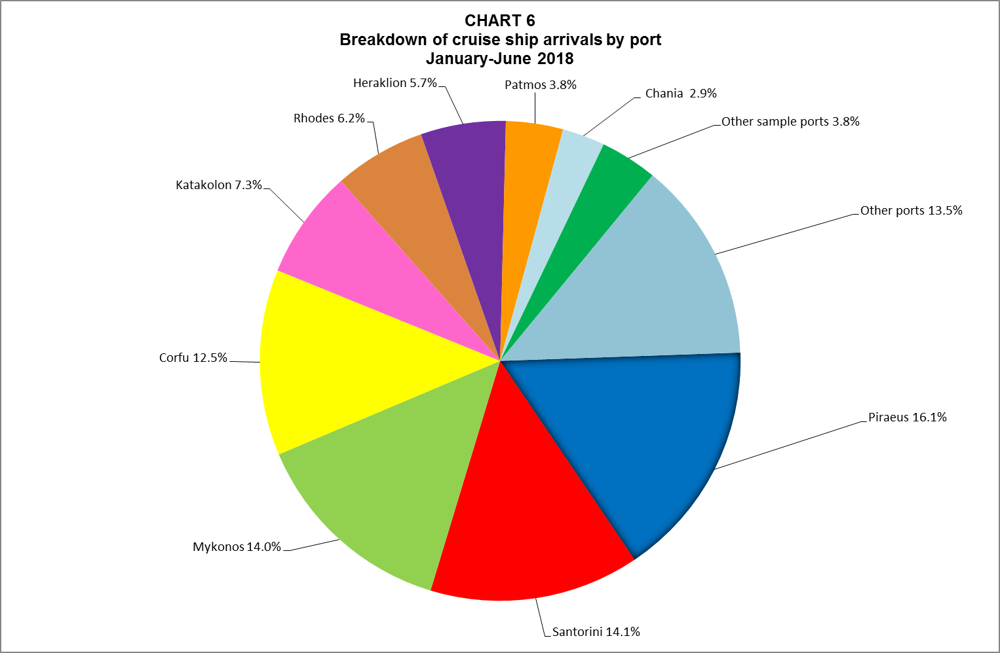 CHART 6
Breakdown of cruise ship arrivals by port
January-June 2018
Heraklion 5.7%
Patmos 3.8%
Chania  2.9%
Rhodes 6.2%
Other sample ports 3.8%
Katakolon 7.3%
Other ports 13.5%
Corfu 12.5%
Piraeus 16.1%
Mykonos 14.0%
Santorini 14.1%